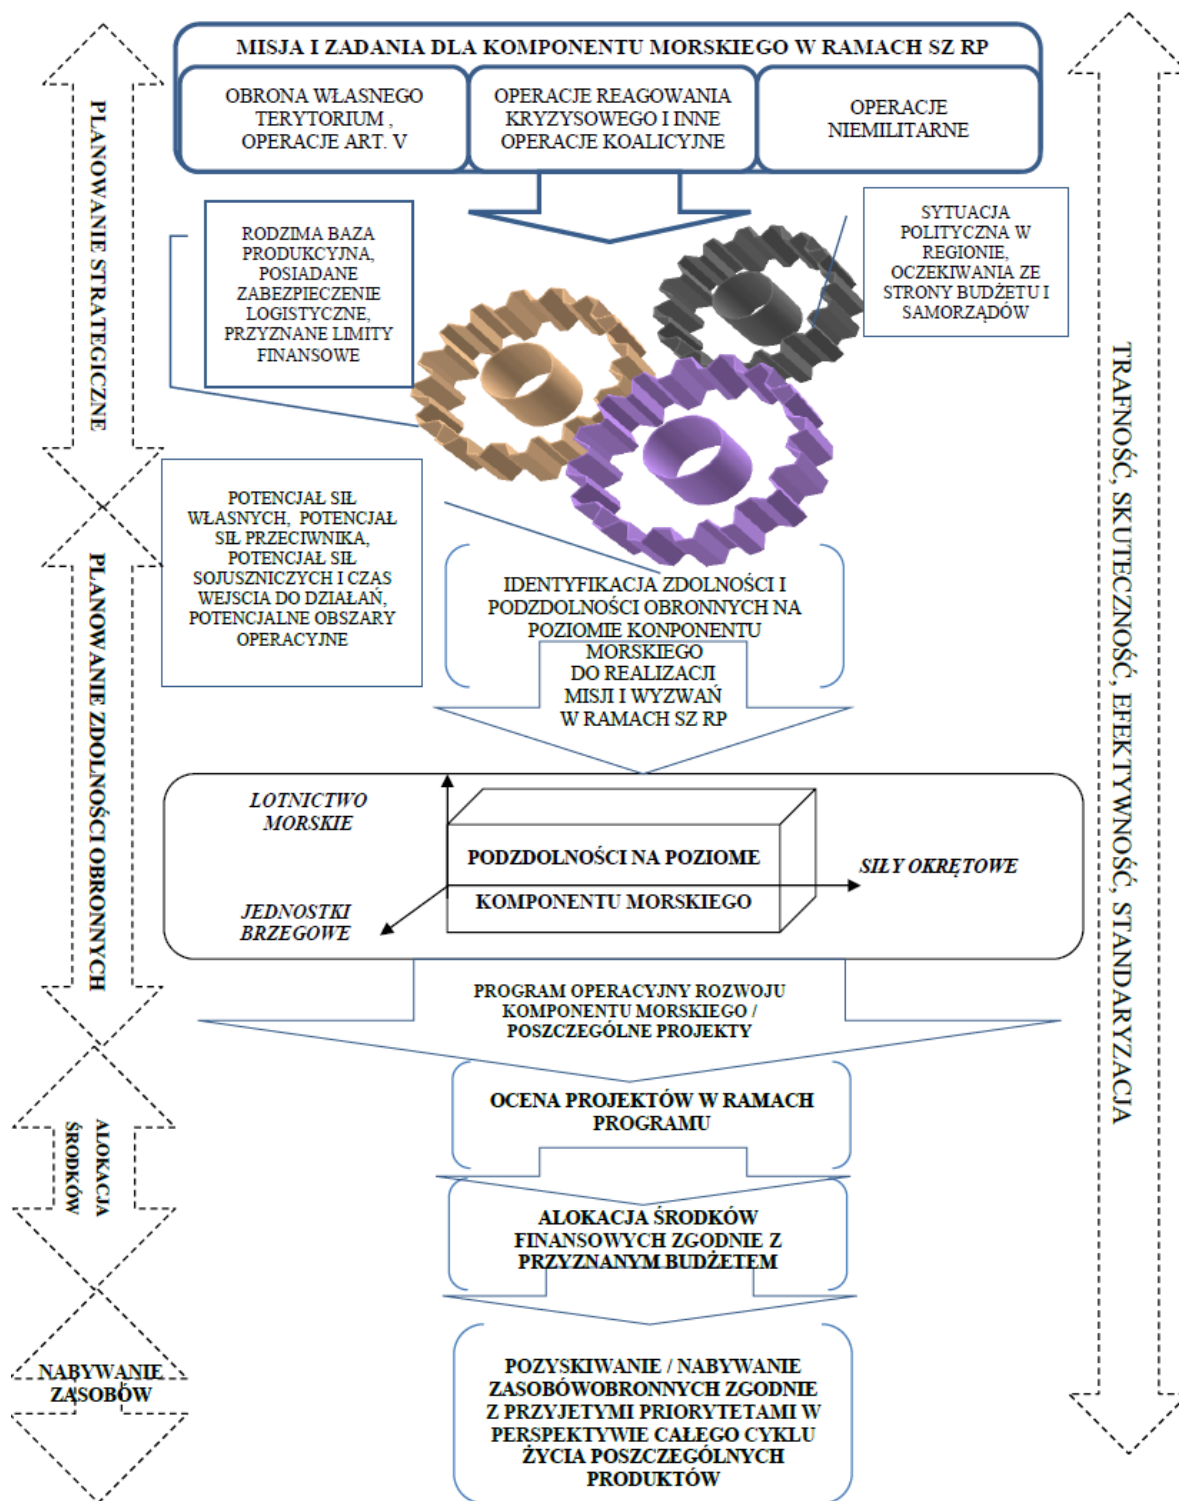 MISJA I ZADANIA DLA KOMPONENTU MORSKIEGO W RAMACH SZ RP
OBRONA WŁASNEGO
TERYTORIUM ,
OPERACJE ART. V
OPERACJE REAGOWANIA
KRYZYSOWEGO I INNE
OPERACJE KOALICYJNE
OPERACJE
NIEMILITARNE
PLANOWANIE STRATEGICZNE
RODZIMA BAZA
PRODUKCYJNA,
POSIADANE
ZABEZPIECZENIE
LOGISTYCZNE,
PRZYZNANE LIMITY
FINANSOWE
SYTUACJA
POLITYCZNA W
REGIONIE,
OCZEKIWANIA ZE
STRONY BUDŻETU I
SAMORZĄDÓW
TRAFNOŚĆ, SKUTECZNOŚĆ, EFEKTYWNOŚĆ, STANDARYZACJA
PLANOWANIE ZDOLNOŚCI OBRONNYCH
POTENCJAŁ SIŁ
WŁASNYCH, POTENCJAŁ
SIŁ PRZECIWNIKA,
POTENCJAŁ SIŁ
SOJUSZNICZYCH I CZAS
WEJSCIA DO DZIAŁAŃ,
POTENCJALNE OBSZARY
OPERACYJNE
IDENTYFIKACJA ZDOLNOŚCI I
PODZDOLNOŚCI OBRONNYCH NA
POZIOMIE KONPONENTU
MORSKIEGO
DO REALIZACJI
MISJI I WYZWAŃ
W RAMACH SZ RP
LOTNICTWO
MORSKIE
PODZDOLNOŚCI NA POZIOME
KOMPONENTU MORSKIEGO
SIŁY OKRĘTOWE
JEDNOSTKI
BRZEGOWE
PROGRAM OPERACYJNY ROZWOJU
KOMPONENTU MORSKIEGO /
POSZCZEGÓLNE PROJEKTY
ALOKACJA
ŚRODKÓW
OCENA PROJEKTÓW W RAMACH
PROGRAMU
ALOKACJA ŚRODKÓW
FINANSOWYCH ZGODNIE Z
PRZYZNANYM BUDŻETEM
NABYWANIE
ZASOBÓW
POZYSKIWANIE / NABYWANIE
ZASOBÓWOBRONNYCH ZGODNIE
Z PRZYJETYMI PRIORYTETAMI W
PERSPEKTYWIE CAŁEGO CYKLU
ŻYCIA POSZCZEGÓLNYCH
PRODUKTÓW